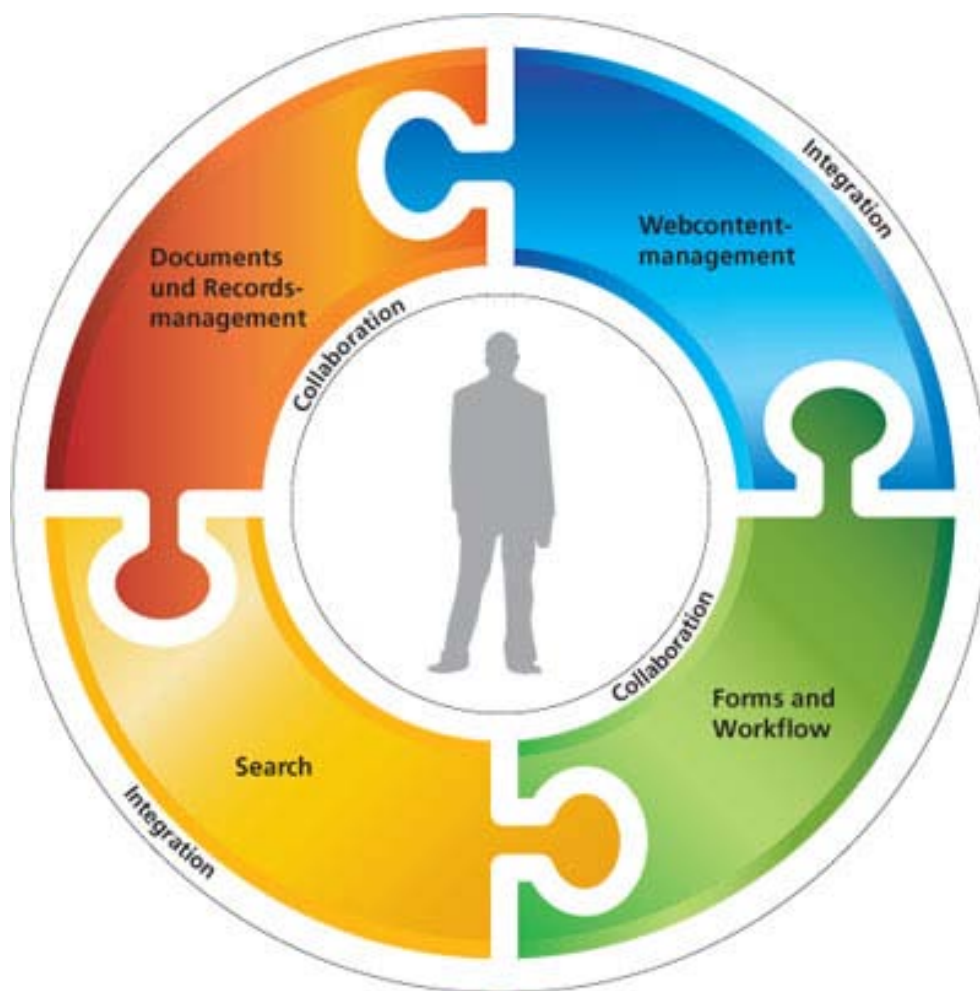 Integration
Webcontent-
management
Documents
und Records-
management
Collaboration
Collaboration
Forms and
Workflow
Search
Integration